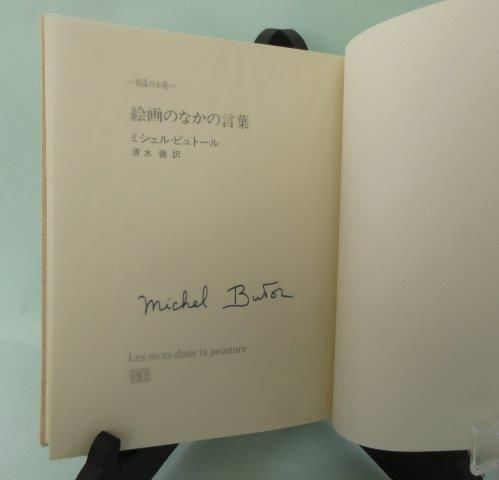 創造の小径
絵画のなかの言葉
ミシェル・ビュトール
清水 徹 訳
Michel Butor
Les mots dans la peinture
SHINCHO